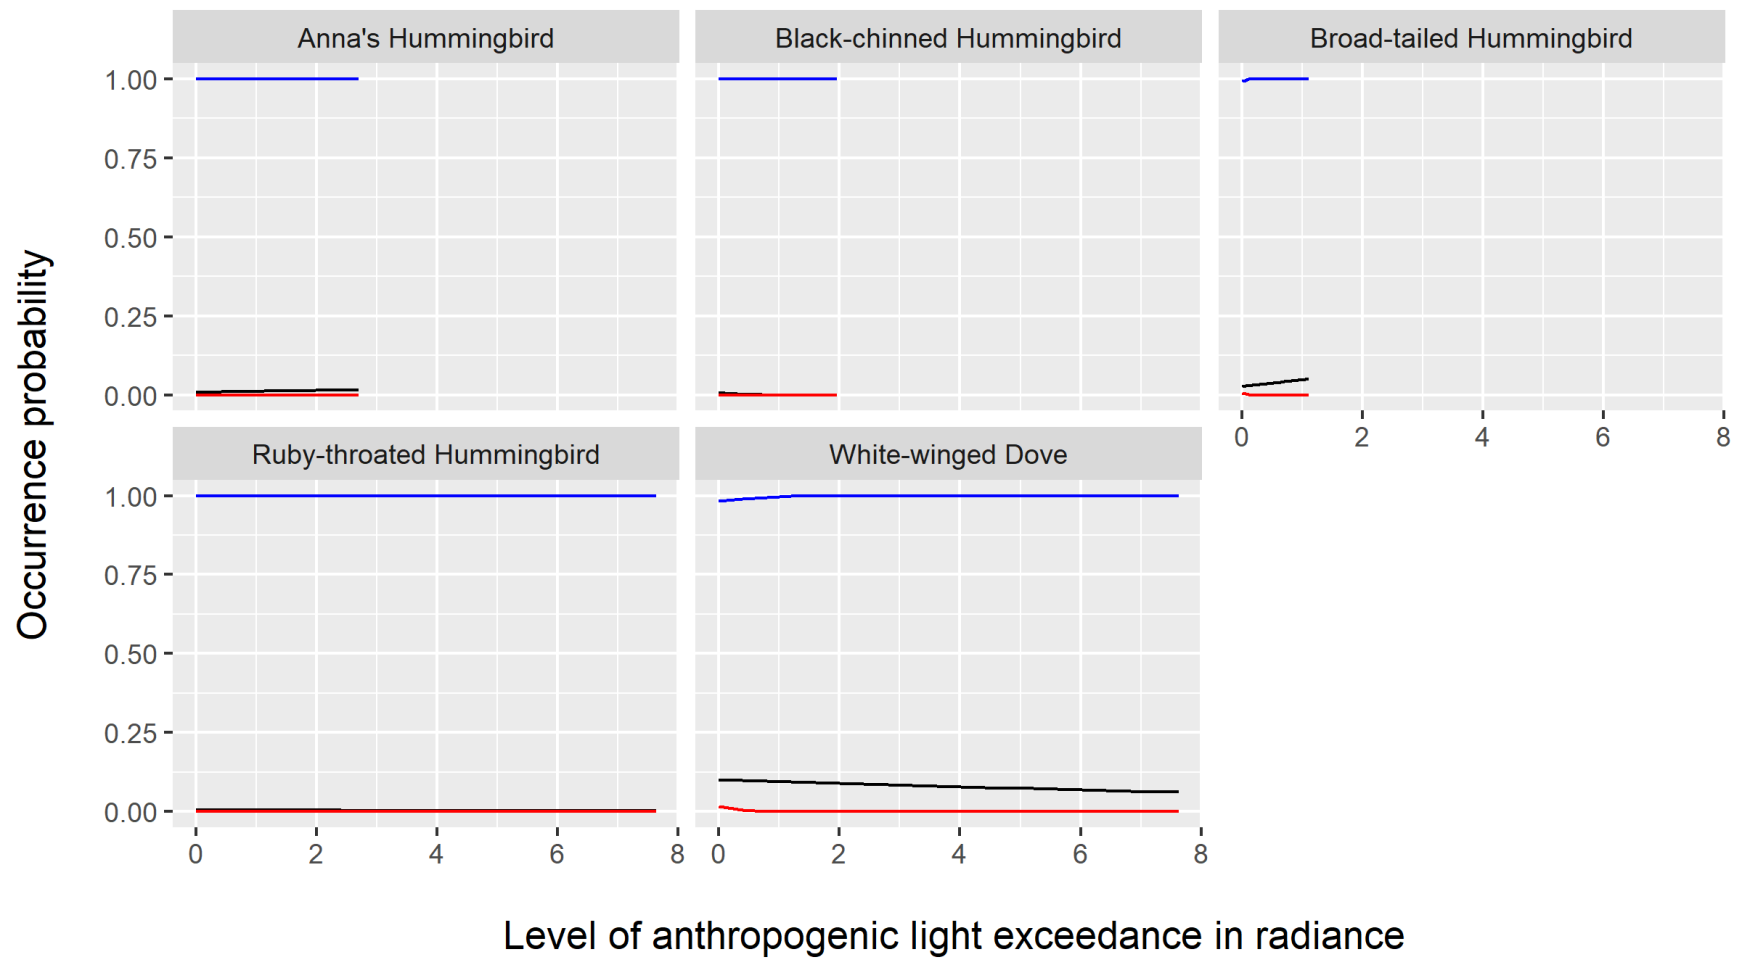 Anna's Hummingbird
Black-chinned Hummingbird
Broad-tailed Hummingbird
1.00
0.75
0.50
0.25
0.00
0 2 4 6 8
Ruby-throated Hummingbird
White-winged Dove
1.00
0.75
0.50
0.25
0.00
0 2 4 6 8
0 2 4 6 8
Occurrence probability
Level of anthropogenic light exceedance in radiance